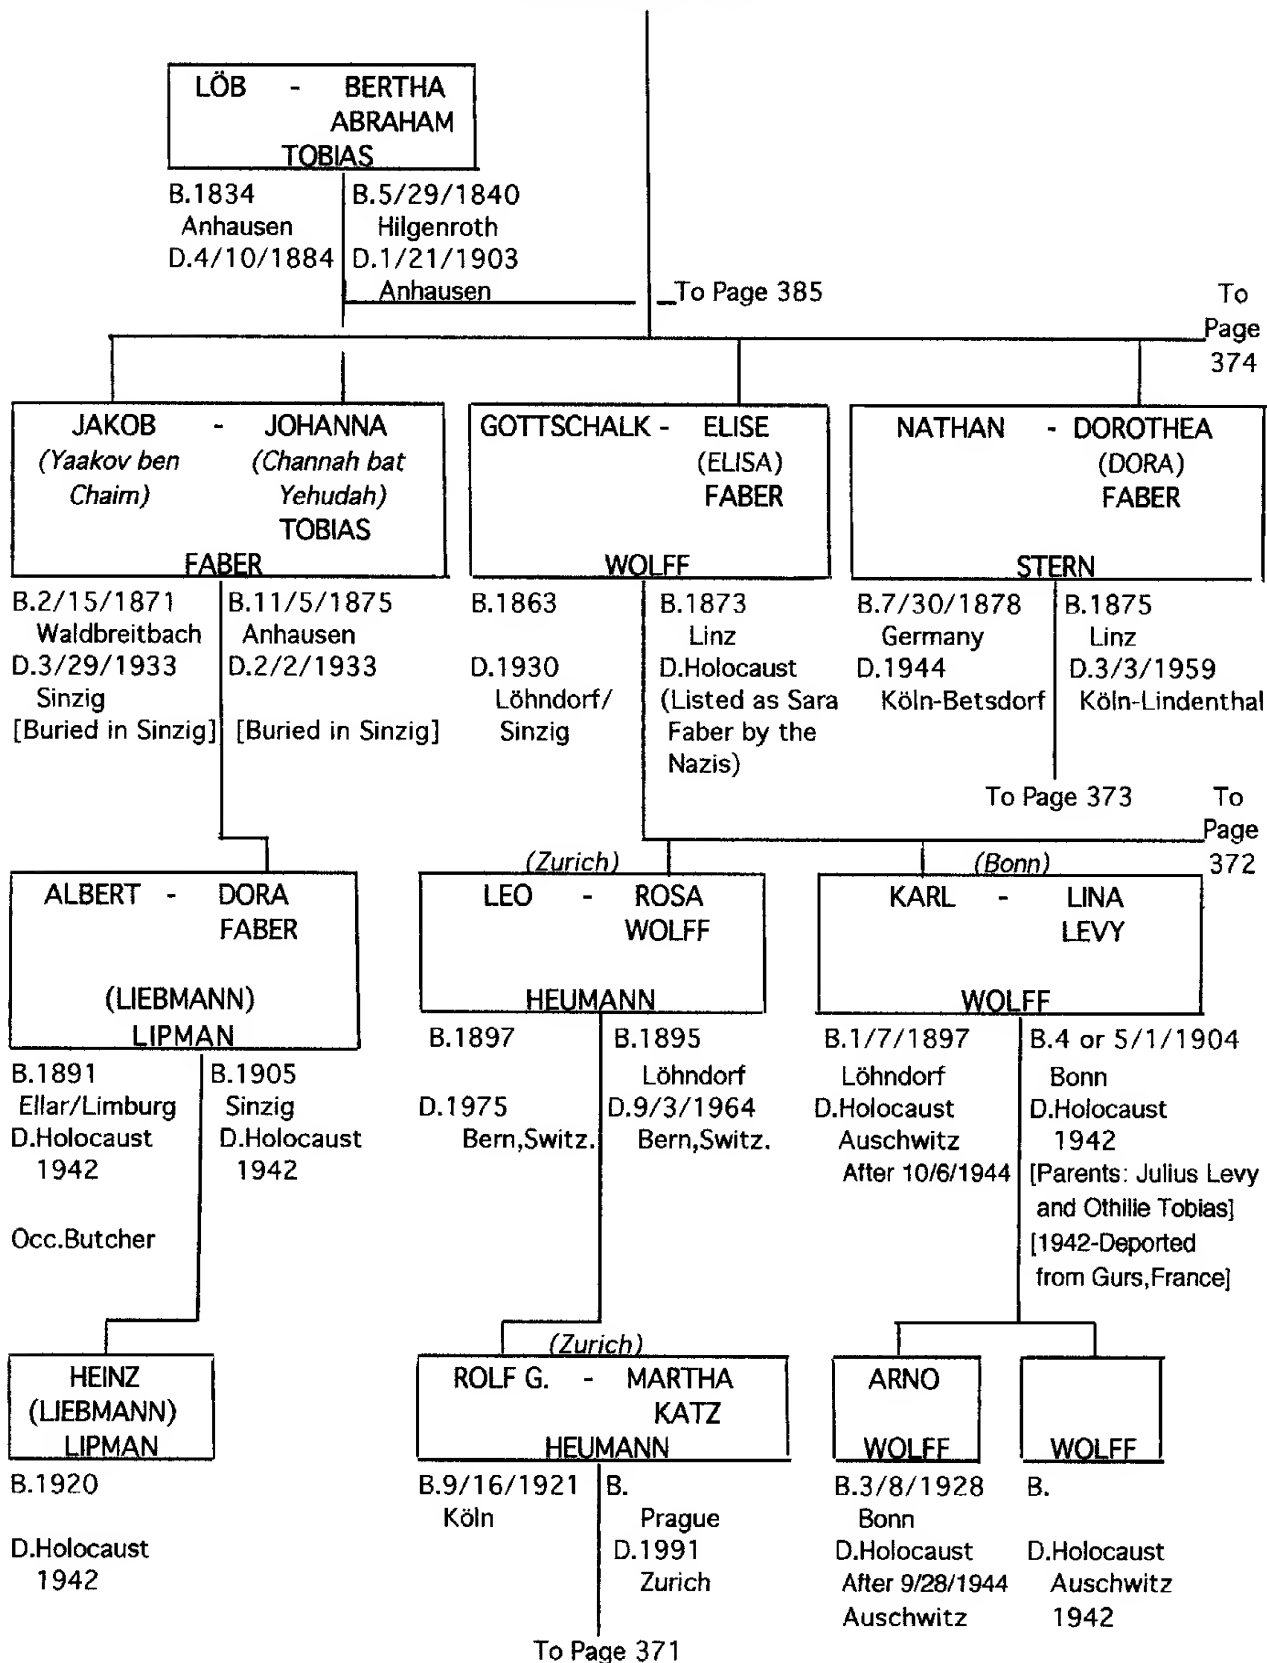 LÖB - BERTHA
ABRAHAM
TOBIAS
B.1834
Anhausen
D.4/10/1884
B.5/29/1840
Hilgenroth
D.1/21/1903
Anhausen
To Page 385
To
Page
374
JAKOB - JOHANNA
(Yaakov ben (Channah bat
Chaim) Yehudah)
TOBIAS
FABER
B.2/15/1871
Waldbreitbach
D.3/29/1933
Sinzig
[Buried in Sinzig]
B.11/5/1875
Anhausen
D.2/2/1933
[Buried in Sinzig]
GOTTSCHALK - ELISE
(ELISA)
FABER
WOLFF
B.1863
D.1930
Löhndorf/
Sinzig
B.1873
Linz
D.Holocaust
(Listed as Sara
Faber by the
Nazis)
NATHAN - DOROTHEA
(DORA)
FABER
STERN
B.7/30/1878
Germany
D.1944
Köln-Betsdorf
B.1875
Linz
D.3/3/1959
Köln-Lindenthal
To Page 373
To
Page
372
ALBERT - DORA
FABER
(LIEBMANN)
LIPMAN
B.1891
Ellar/Limburg
D.Holocaust
1942
Occ.Butcher
B.1905
Sinzig
D.Holocaust
1942
(Zurich)
LEO - ROSA
WOLFF
HEUMANN
B.1897
D.1975
Bern,Switz.
B.1895
Löhndorf
D.9/3/1964
Bern,Switz.
(Bonn)
KARL - LINA
LEVY
WOLFF
B.1/7/1897
Löhndorf
D.Holocaust
Auschwitz
After 10/6/1944
B.4 or 5/1/1904
Bonn
D.Holocaust
1942
[Parents: Julius Levy
and Othilie Tobias]
[1942-Deported
from Gurs,France]
HEINZ
(LIEBMANN)
LIPMAN
B.1920
D.Holocaust
1942
(Zurich)
ROLF G. - MARTHA
KATZ
HEUMANN
B.9/16/1921
Köln
B.
Prague
D.1991
Zurich
To Page 371
ARNO
WOLFF
B.3/8/1928
Bonn
D.Holocaust
After 9/28/1944
Auschwitz
WOLFF
B.
D.Holocaust
Auschwitz
1942